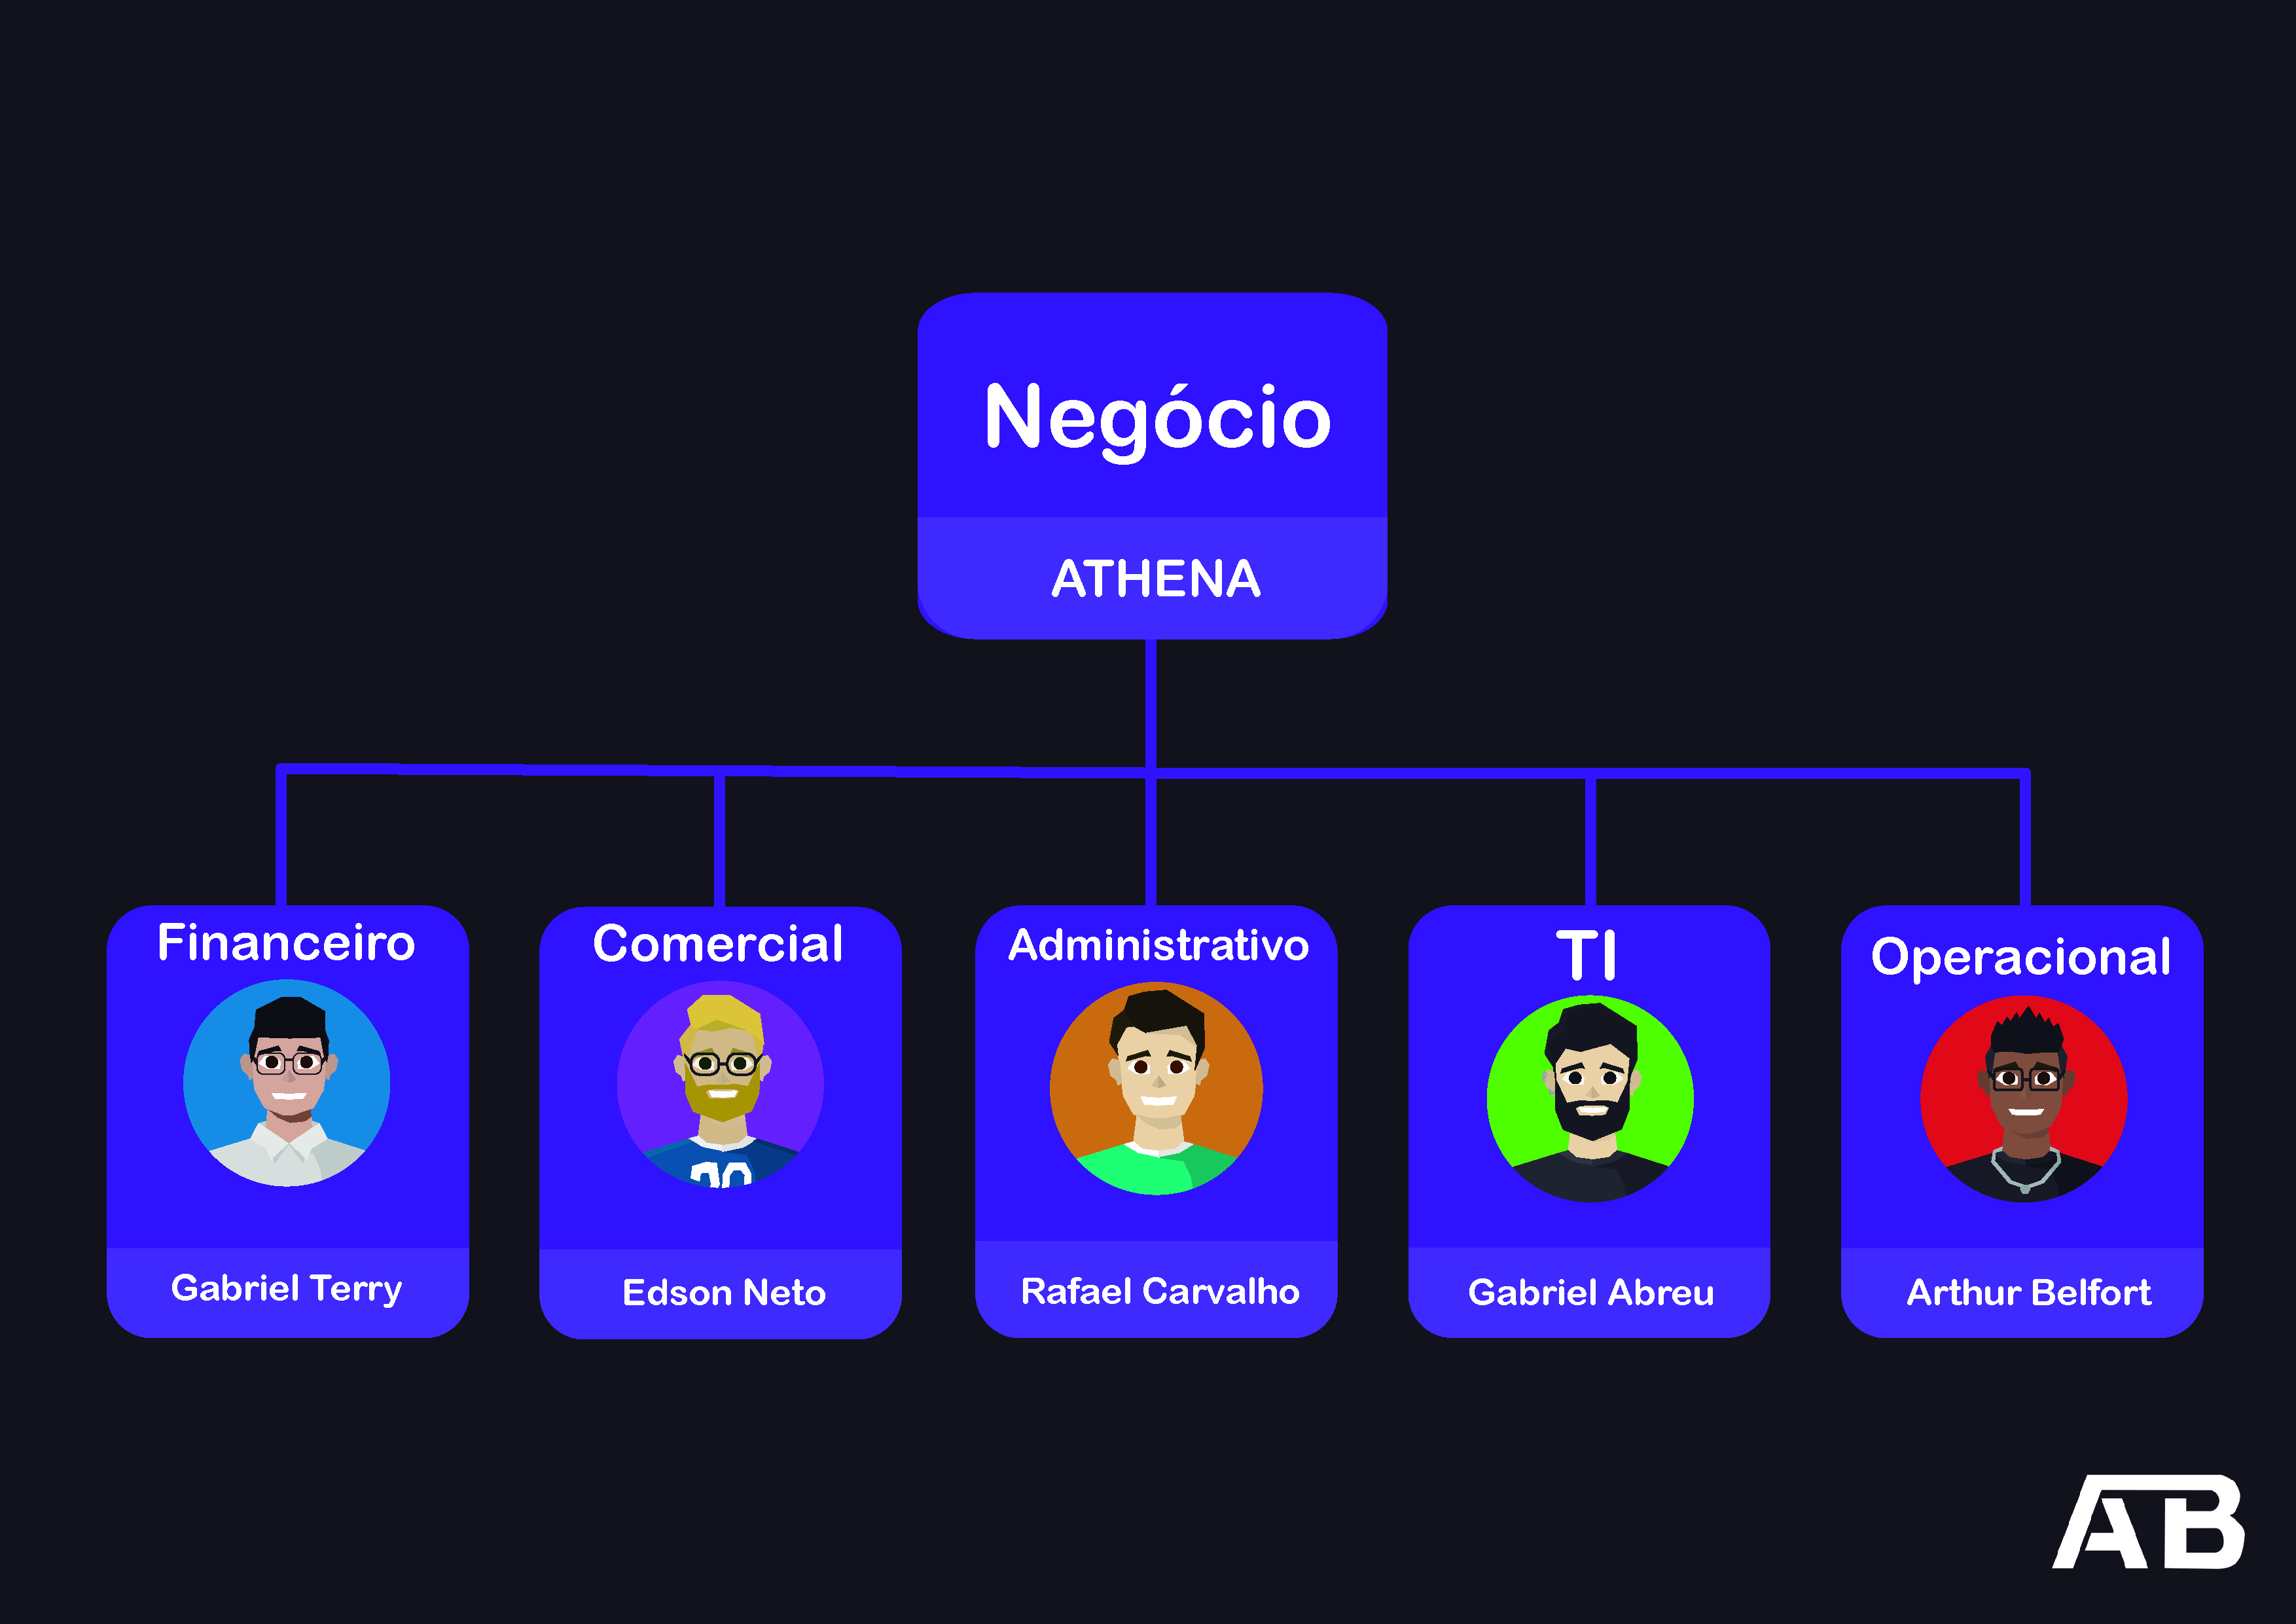 Negócio
ATHENA
Financeiro
Comercial
Administrativo
TI
Operacional
Gabriel Terry
Edson Neto
Rafael Carvalho
Gabriel Abreu
Arthur Belfort
AB